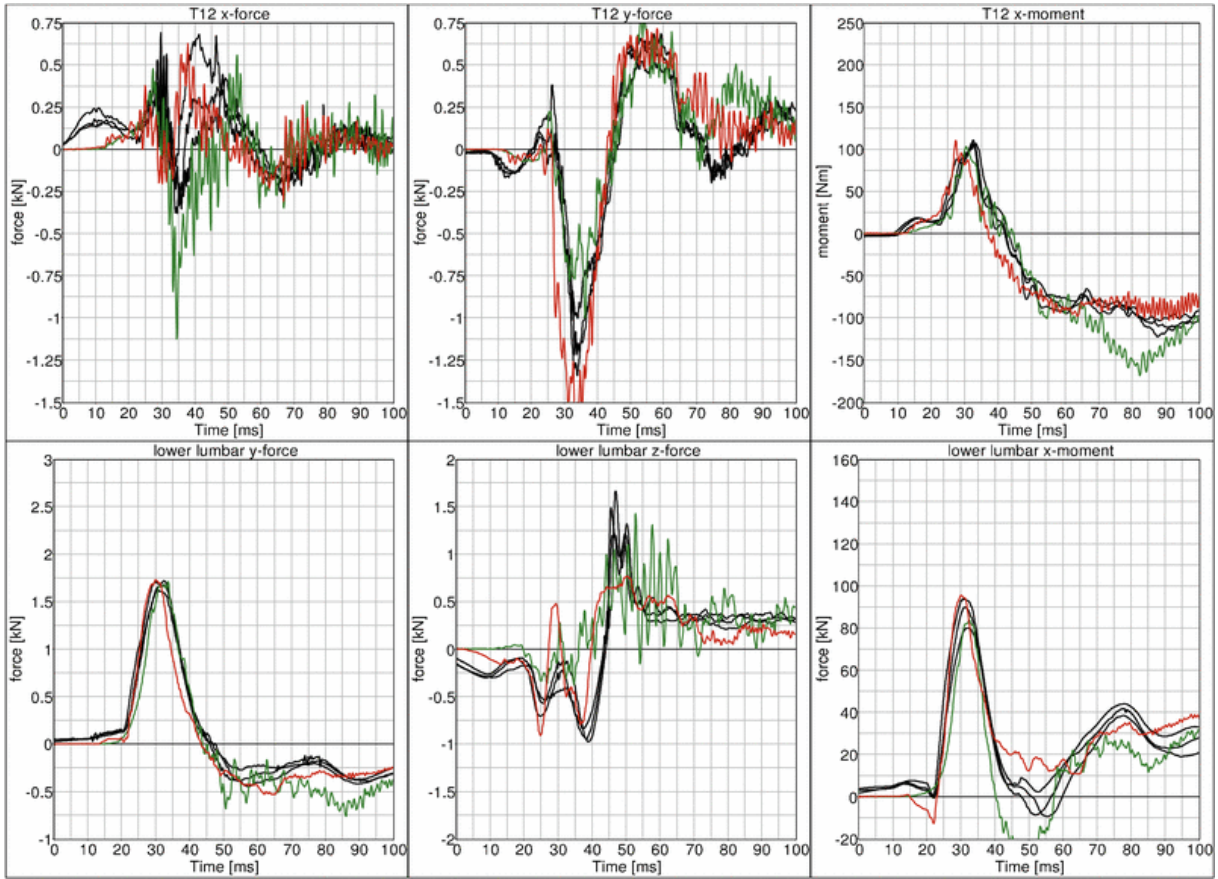 T12 x-force
0.75
0.5
0.25
0
-0.25
-0.5
-0.75
-1
-1.25
-1.5
force [kN]
0 10 20 30 40 50 60 70 80 90 100
Time [ms]
T12 y-force
0.75
0.5
0.25
0
-0.25
-0.5
-0.75
-1
-1.25
-1.5
force [kN]
0 10 20 30 40 50 60 70 80 90 100
Time [ms]
T12 x-moment
250
200
150
100
50
0
-50
-100
-150
-200
moment [Nm]
0 10 20 30 40 50 60 70 80 90 100
Time [ms]
lower lumbar y-force
3
2.5
2
1.5
1
0.5
0
-0.5
-1
force [kN]
0 10 20 30 40 50 60 70 80 90 100
Time [ms]
lower lumbar z-force
2
1.5
1
0.5
0
-0.5
-1
-1.5
-2
force [kN]
0 10 20 30 40 50 60 70 80 90 100
Time [ms]
lower lumbar x-moment
160
140
120
100
80
60
40
20
0
-20
force [kN]
0 10 20 30 40 50 60 70 80 90 100
Time [ms]